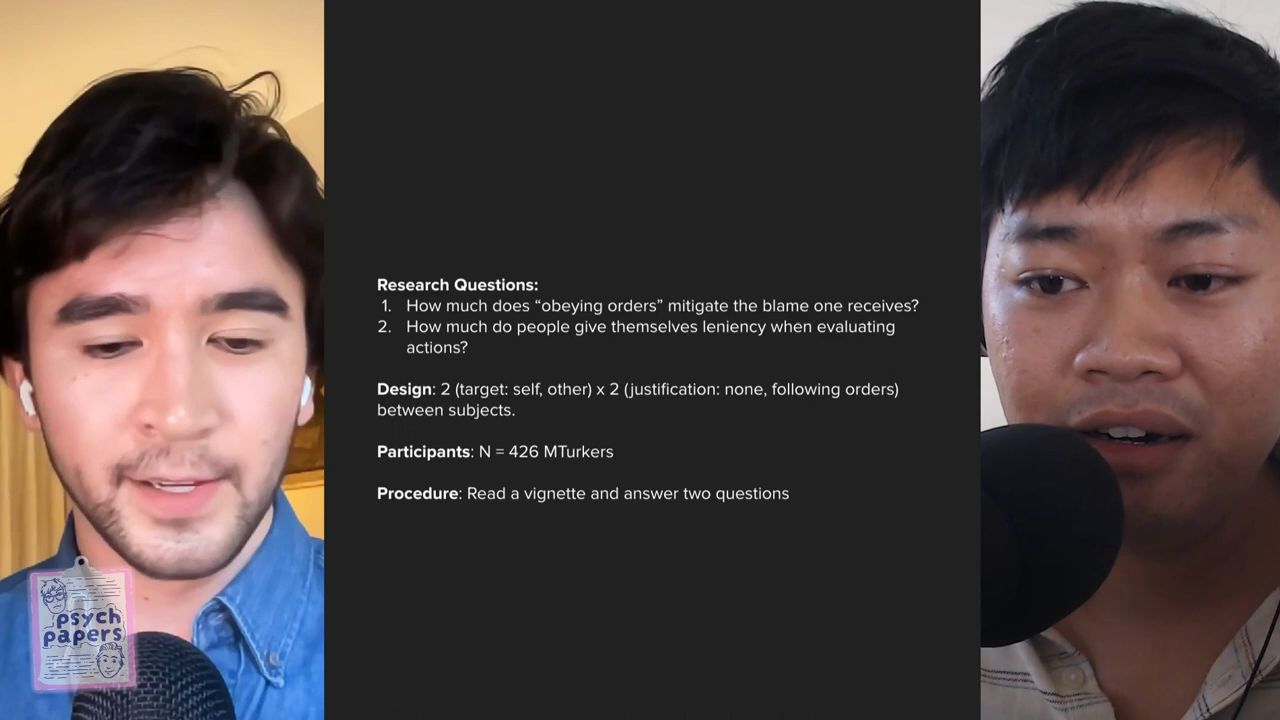 Research Questions:
1. How much does “obeying orders” mitigate the blame one receives?
2. How much do people give themselves leniency when evaluating
actions?
Design: 2 (target: self, other) x 2 (justification: none, following orders)
between subjects.
Participants: N = 426 MTurkers
Procedure: Read a vignette and answer two questions
psych
papers